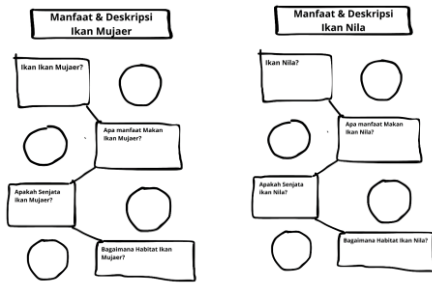 Manfaat & Deskripsi
Ikan Mujaer
Ikan Ikan Mujaer?
Apa manfaat Makan
Ikan Mujaer?
Apakah Senjata
Ikan Mujaer?
Bagaimana Habitat Ikan
Mujaer?
Manfaat & Deskripsi
Ikan Nila
Ikan Nila?
Apa manfaat Makan
Ikan Nila?
Apakah Senjata
Ikan Nila?
Bagaimana Habitat Ikan Nila?